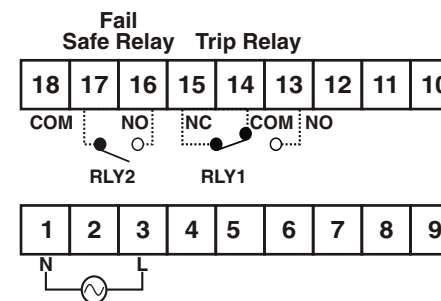 Fail
Safe Relay Trip Relay
18 17 16 15 14 13 12 11 10
COM NO NC COM NO
RLY2 RLY1
1 2 3 4 5 6 7 8 9
N L